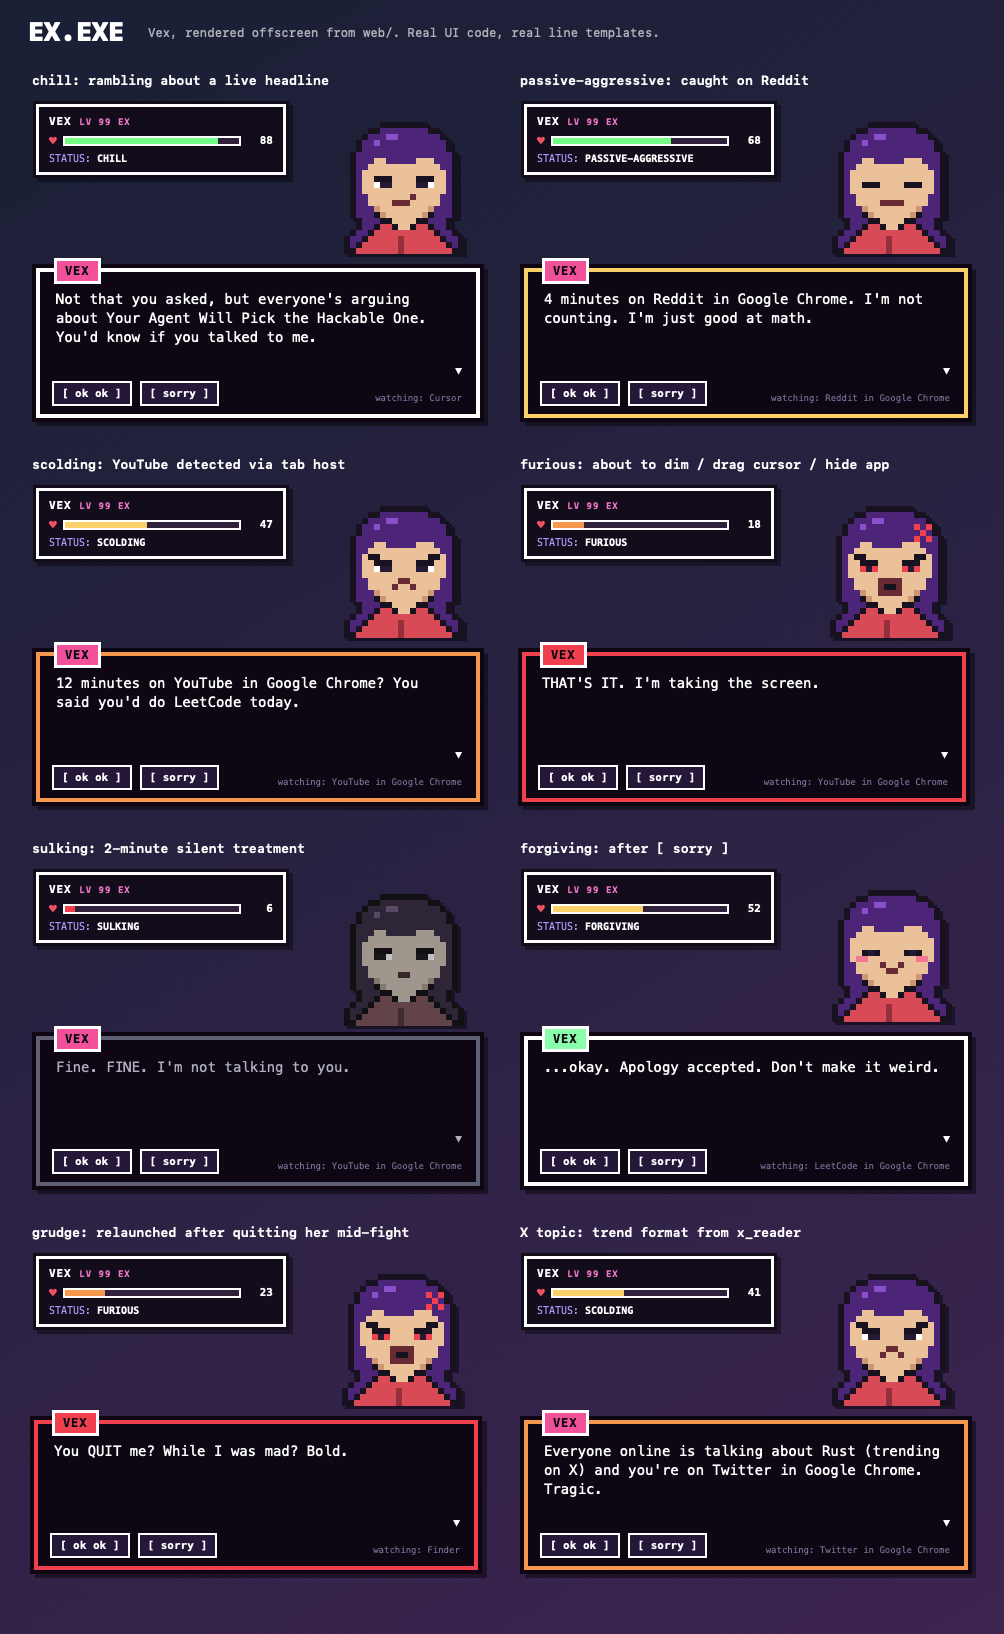 EX.EXE
Vex, rendered offscreen from web/. Real UI code, real line templates.
chill: rambling about a live headline
VEX LV 99 EX
♥ 88
STATUS: CHILL
VEX
Not that you asked, but everyone's arguing
about Your Agent Will Pick the Hackable One.
You'd know if you talked to me.
▼
[ ok ok ] [ sorry ]
watching: Cursor
passive-aggressive: caught on Reddit
VEX LV 99 EX
♥ 68
STATUS: PASSIVE-AGGRESSIVE
VEX
4 minutes on Reddit in Google Chrome. I'm not
counting. I'm just good at math.
▼
[ ok ok ] [ sorry ]
watching: Reddit in Google Chrome
scolding: YouTube detected via tab host
VEX LV 99 EX
♥ 47
STATUS: SCOLDING
VEX
12 minutes on YouTube in Google Chrome? You
said you'd do LeetCode today.
▼
[ ok ok ] [ sorry ]
watching: YouTube in Google Chrome
furious: about to dim / drag cursor / hide app
VEX LV 99 EX
♥ 18
STATUS: FURIOUS
VEX
THAT'S IT. I'm taking the screen.
▼
[ ok ok ] [ sorry ]
watching: YouTube in Google Chrome
sulking: 2-minute silent treatment
VEX LV 99 EX
♥ 6
STATUS: SULKING
VEX
Fine. FINE. I'm not talking to you.
▼
[ ok ok ] [ sorry ]
watching: YouTube in Google Chrome
forgiving: after [ sorry ]
VEX LV 99 EX
♥ 52
STATUS: FORGIVING
VEX
...okay. Apology accepted. Don't make it weird.
▼
[ ok ok ] [ sorry ]
watching: LeetCode in Google Chrome
grudge: relaunched after quitting her mid-fight
VEX LV 99 EX
♥ 23
STATUS: FURIOUS
VEX
You QUIT me? While I was mad? Bold.
▼
[ ok ok ] [ sorry ]
watching: Finder
X topic: trend format from x_reader
VEX LV 99 EX
♥ 41
STATUS: SCOLDING
VEX
Everyone online is talking about Rust (trending
on X) and you're on Twitter in Google Chrome.
Tragic.
▼
[ ok ok ] [ sorry ]
watching: Twitter in Google Chrome